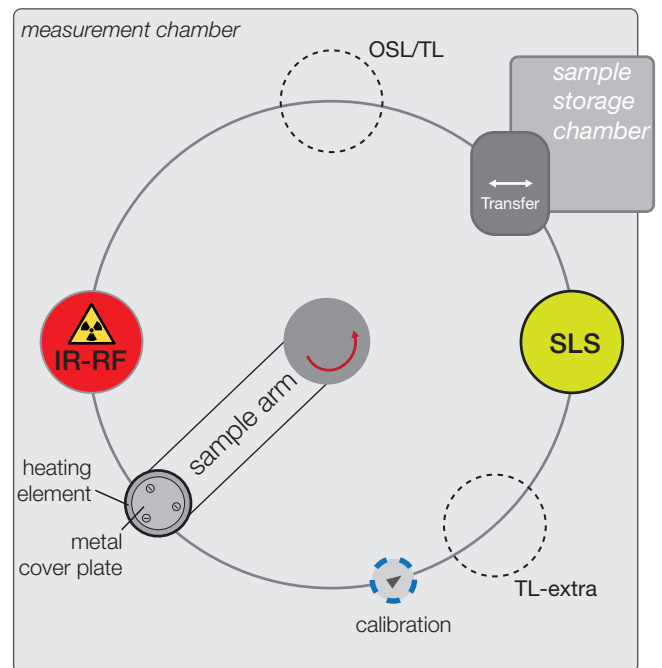 measurement chamber
OSL/TL
sample
storage
chamber
Transfer
IR-RF
SLS
sample arm
heating
element
metal
cover plate
TL-extra
calibration